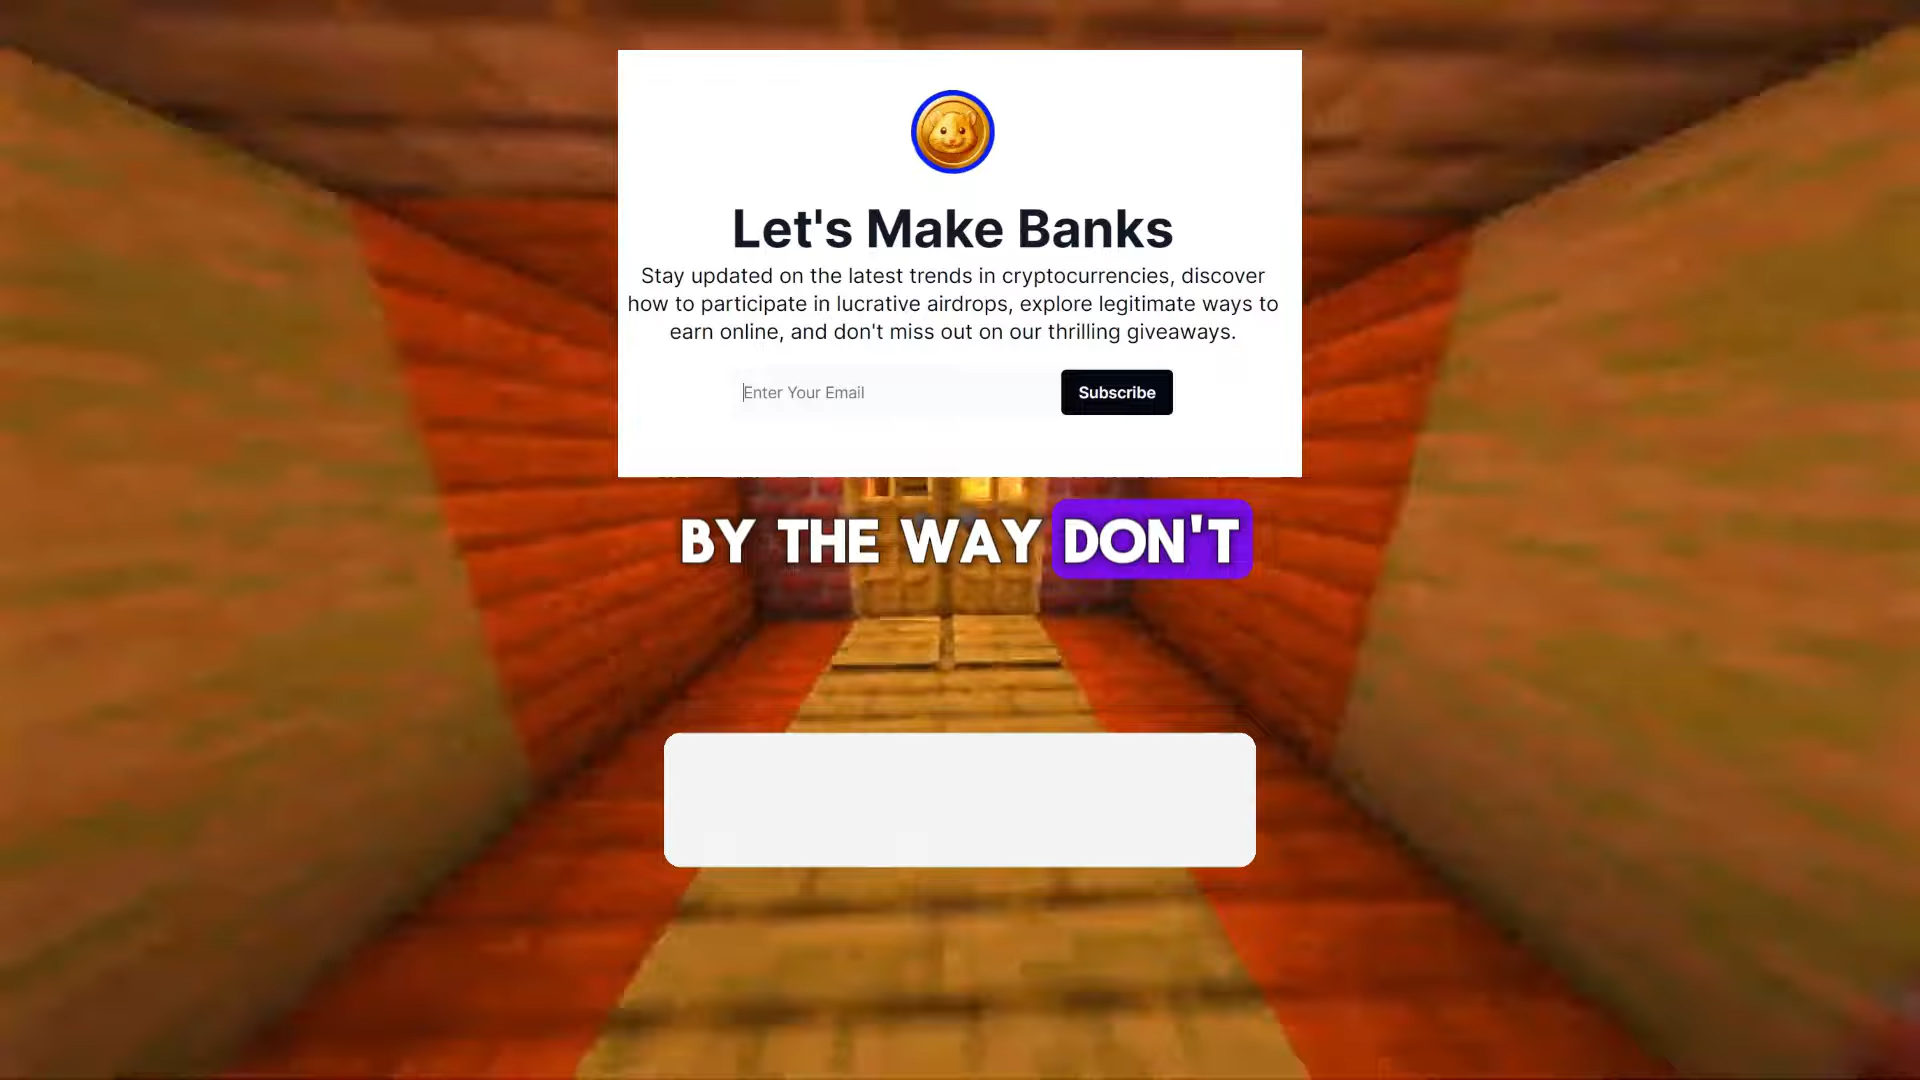 Let's Make Banks
Stay updated on the latest trends in cryptocurrencies, discover
how to participate in lucrative airdrops, explore legitimate ways to
earn online, and don't miss out on our thrilling giveaways.
Enter Your Email
Subscribe
BY THE WAY DON'T